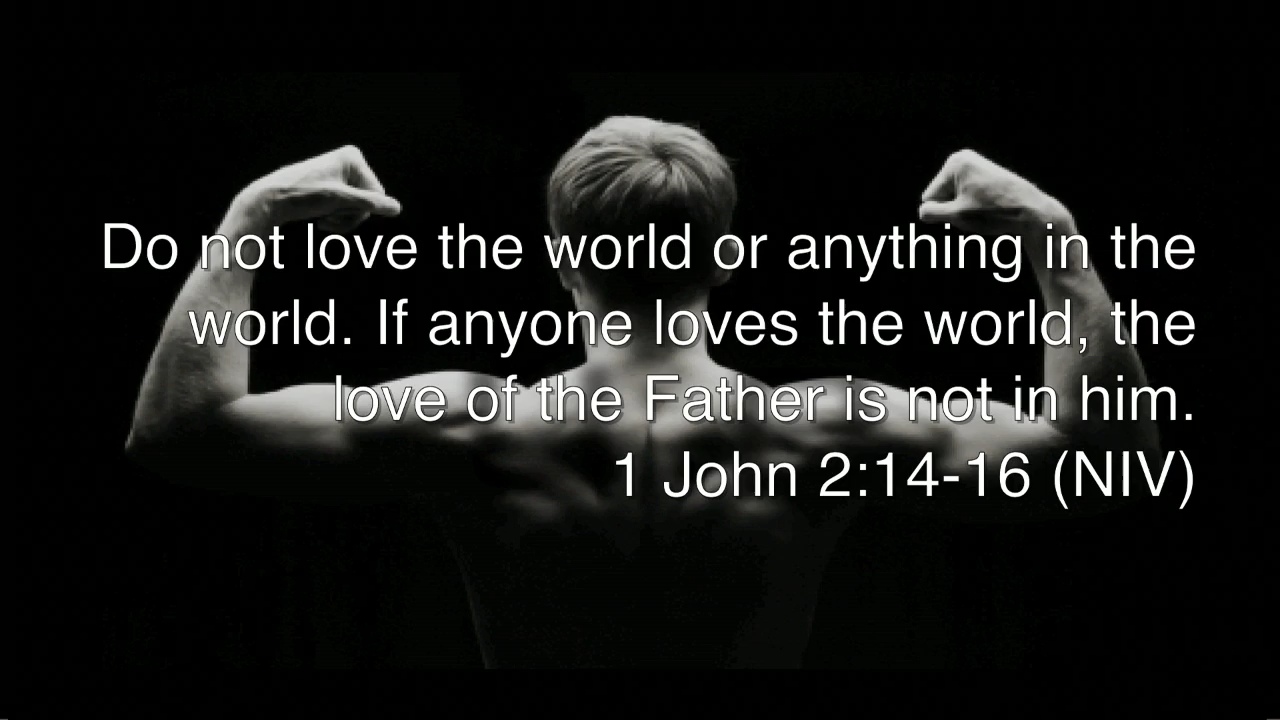 Do not love the world or anything in the
world. If anyone loves the world, the
love of the Father is not in him.
1 John 2:14-16 (NIV)